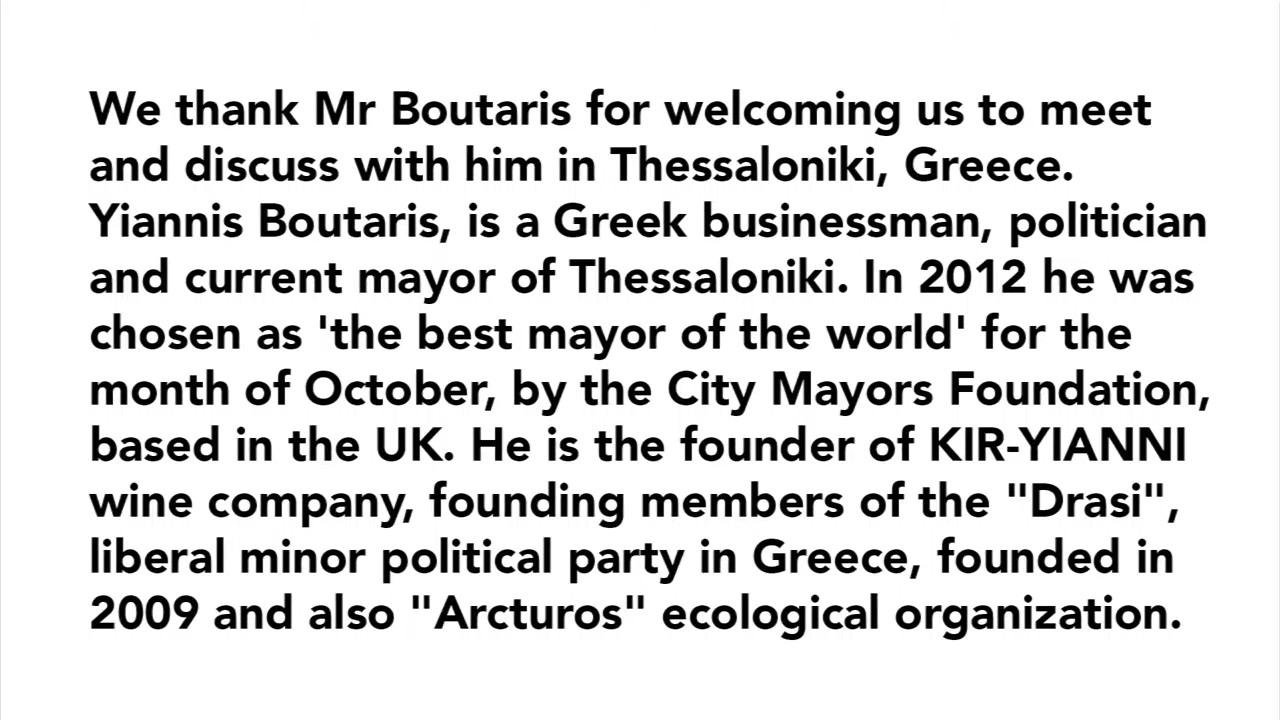 We thank Mr Boutaris for welcoming us to meet
and discuss with him in Thessaloniki, Greece.
Yiannis Boutaris, is a Greek businessman, politician
and current mayor of Thessaloniki. In 2012 he was
chosen as 'the best mayor of the world' for the
month of October, by the City Mayors Foundation,
based in the UK. He is the founder of KIR-YIANNI
wine company, founding members of the "Drasi",
liberal minor political party in Greece, founded in
2009 and also "Arcturos" ecological organization.